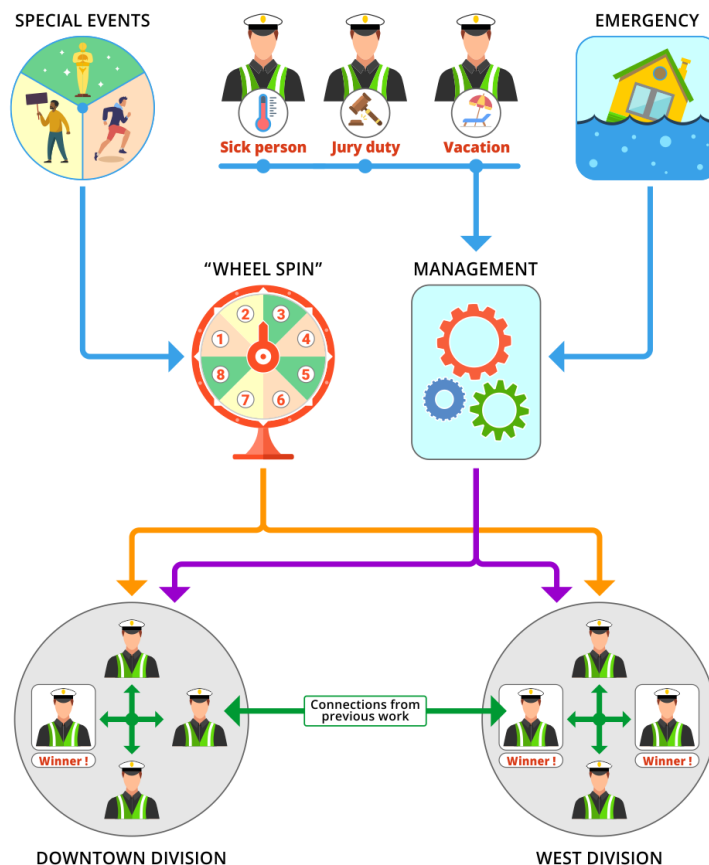 SPECIAL EVENTS
EMERGENCY
Sick person
Jury duty
Vacation
“WHEEL SPIN”
MANAGEMENT
2
3
1
4
8
5
7
6
Connections from
previous work
Winner !
Winner !
Winner !
DOWNTOWN DIVISION
WEST DIVISION